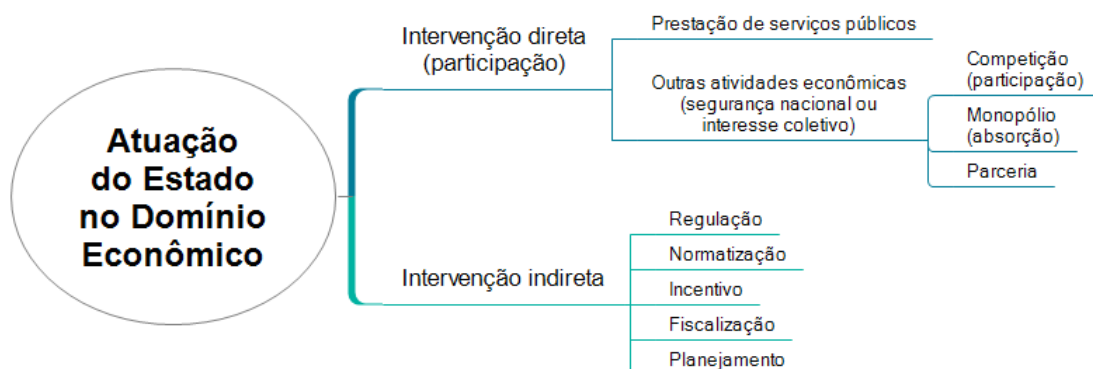 Atuação
do Estado
no Domínio
Econômico
Intervenção direta
(participação)
Prestação de serviços públicos
Outras atividades econômicas
(segurança nacional ou
interesse coletivo)
Competição
(participação)
Monopólio
(absorção)
Parceria
Intervenção indireta
Regulação
Normatização
Incentivo
Fiscalização
Planejamento